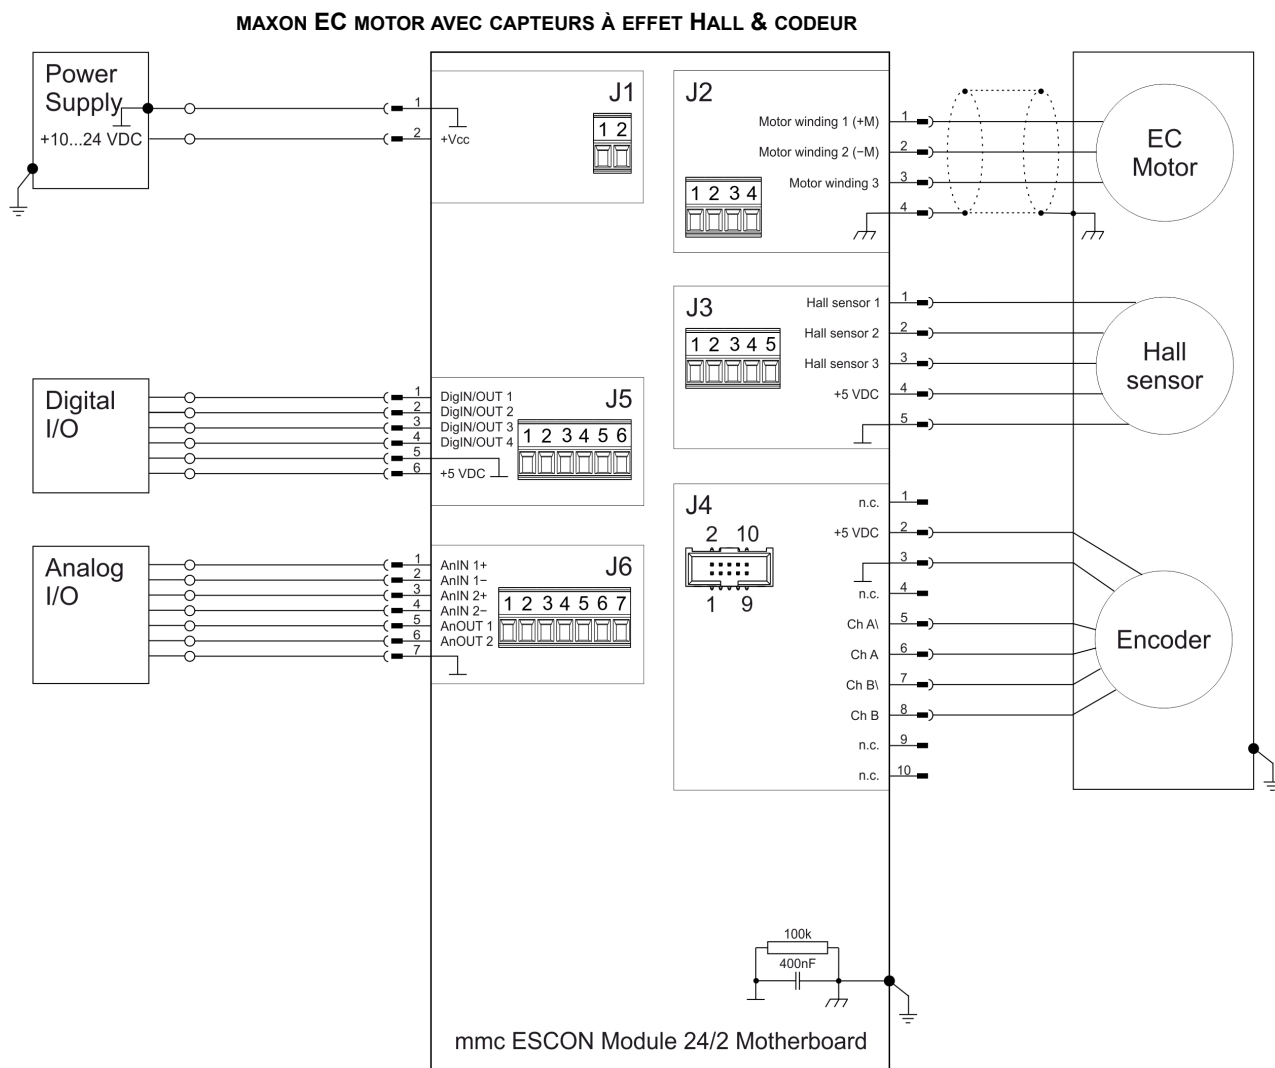 MAXON EC MOTOR AVEC CAPTEURS À EFFET HALL & CODEUR
Power
Supply
+10...24 VDC
1
2
+Vcc
J1
1 2
J2
Motor winding 1 (+M)
Motor winding 2 (−M)
Motor winding 3
1
2
3
4
1 2 3 4
EC
Motor
J3
Hall sensor 1
Hall sensor 2
Hall sensor 3
+5 VDC
1
2
3
4
5
1 2 3 4 5
Hall
sensor
Digital
I/O
1
2
3
4
5
6
DigIN/OUT 1
DigIN/OUT 2
DigIN/OUT 3
DigIN/OUT 4
+5 VDC
J5
1 2 3 4 5 6
J4
2 10
1 9
n.c.
+5 VDC
n.c.
Ch A\
Ch A
Ch B\
Ch B
n.c.
n.c.
1
2
3
4
5
6
7
8
9
10
Encoder
Analog
I/O
1
2
3
4
5
6
7
AnIN 1+
AnIN 1−
AnIN 2+
AnIN 2−
AnOUT 1
AnOUT 2
J6
1 2 3 4 5 6 7
100k
400nF
mmc ESCON Module 24/2 Motherboard